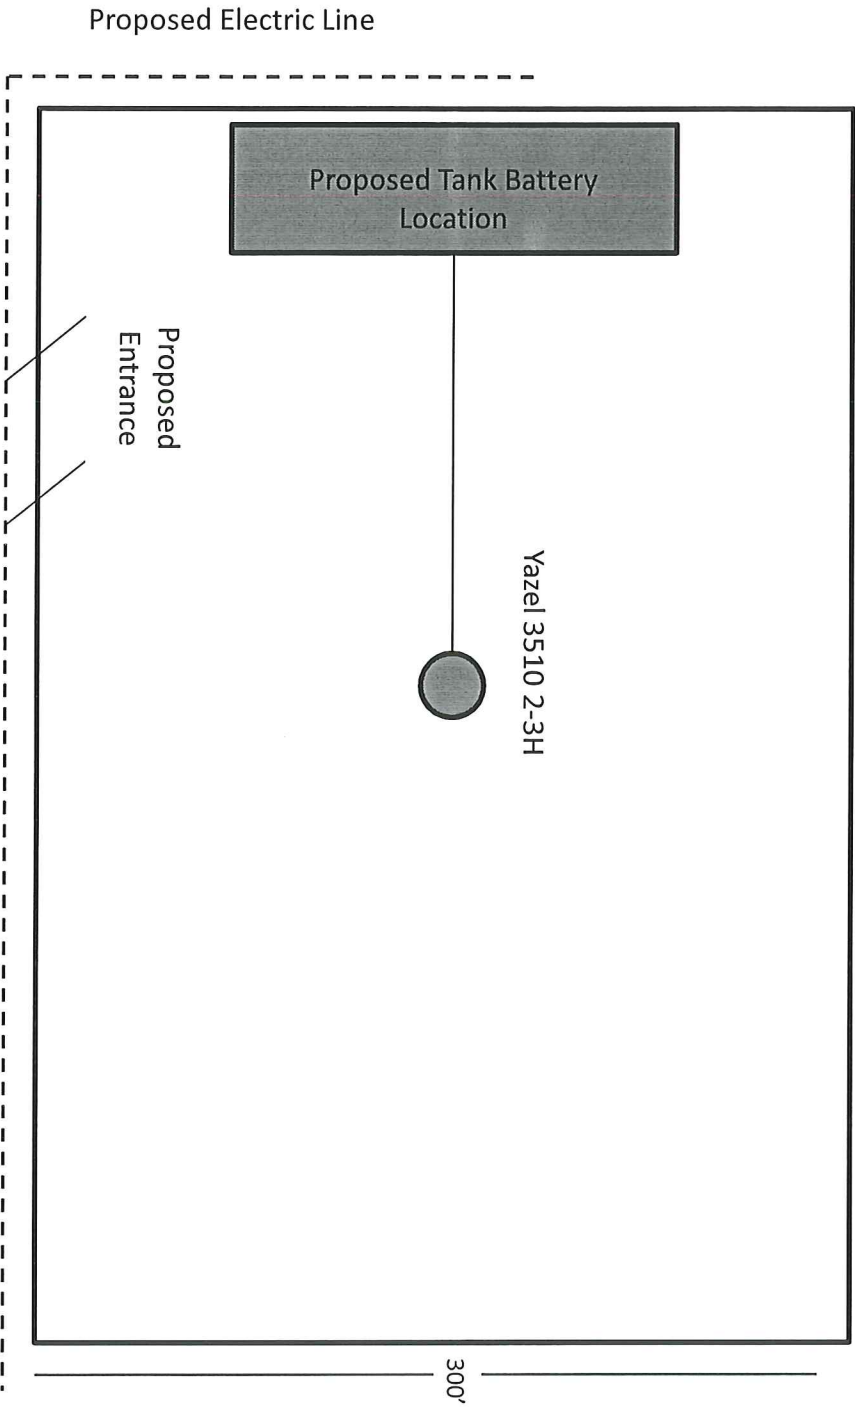 Proposed Electric Line
Proposed Tank Battery
Location
Proposed
Entrance
Yazel 3510 2-3H
300'